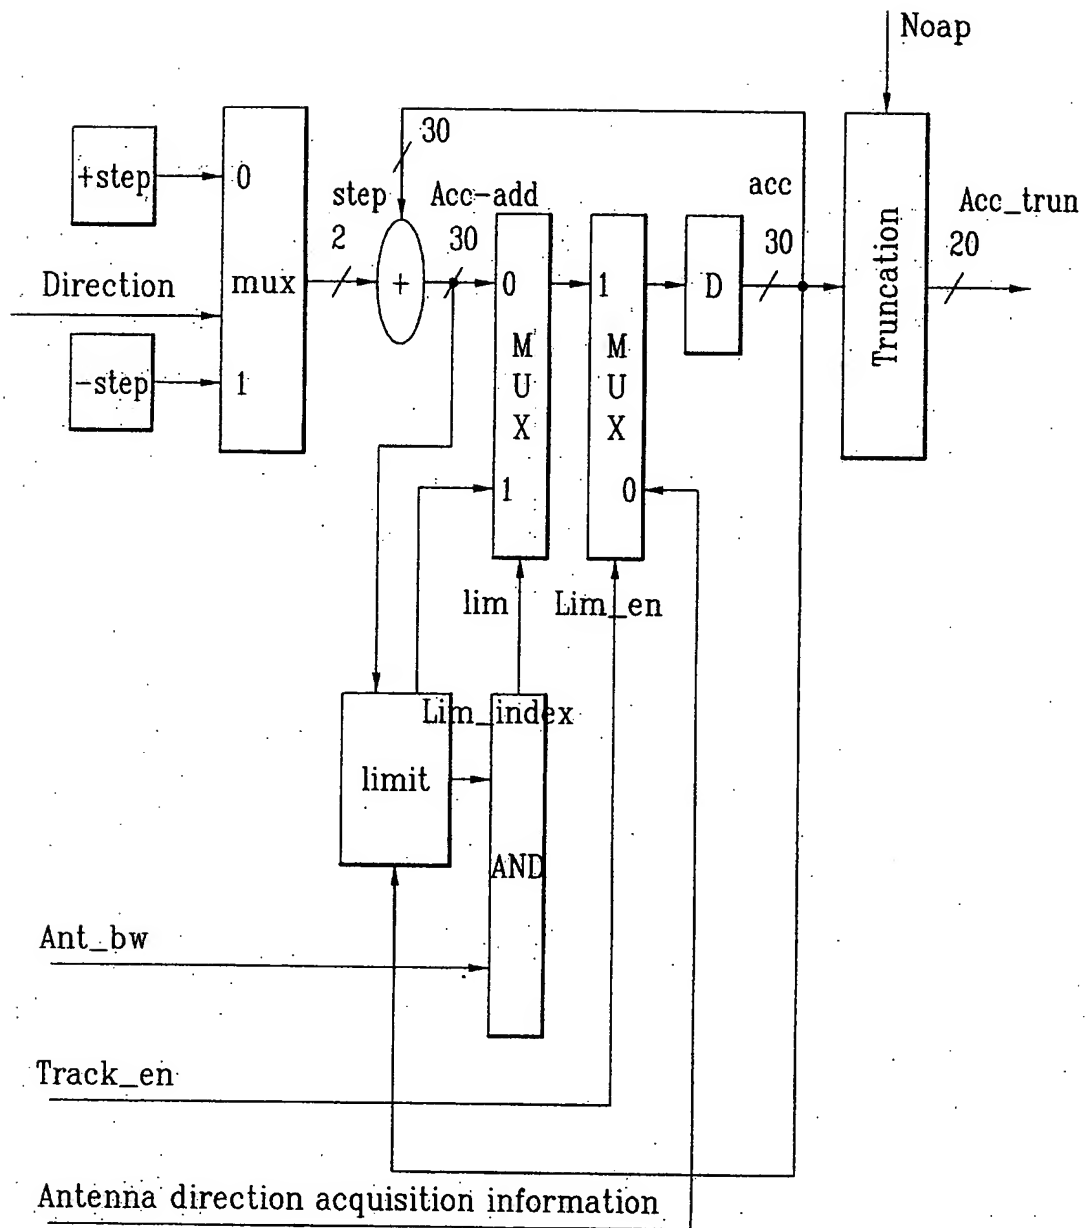 Noap
30
+step
0
step
Acc-add
acc
Acc_trun
2
30
30
20
Direction
mux
+
0
1
D
Truncation
M
U
X
M
U
X
-step
1
1
0
lim
Lim_en
Lim_index
limit
AND
Ant_bw
Track_en
Antenna direction acquisition information